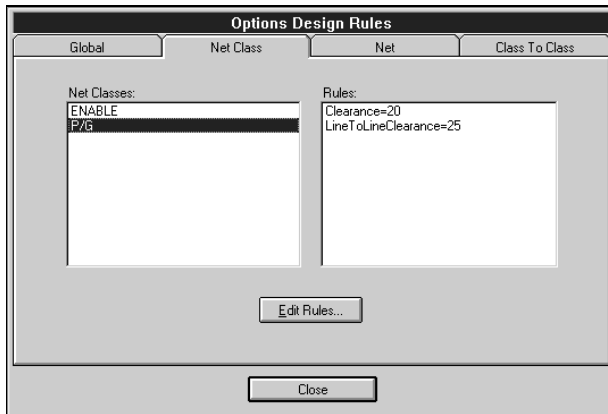 Options Design Rules
Global Net Class Net Class To Class
Net Classes: Rules:
ENABLE Clearance=20
P/G LineToLineClearance=25
Edit Rules...
Close